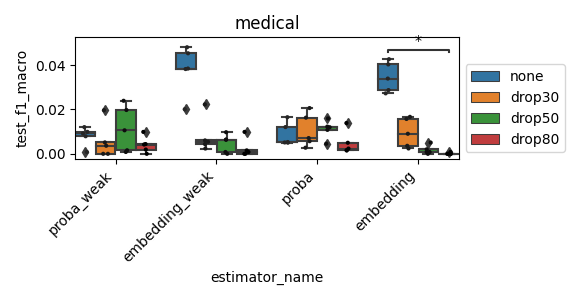 medical
*
test_f1_macro
0.04
0.02
0.00
none
drop30
drop50
drop80
proba_weak
embedding_weak
proba
embedding
estimator_name